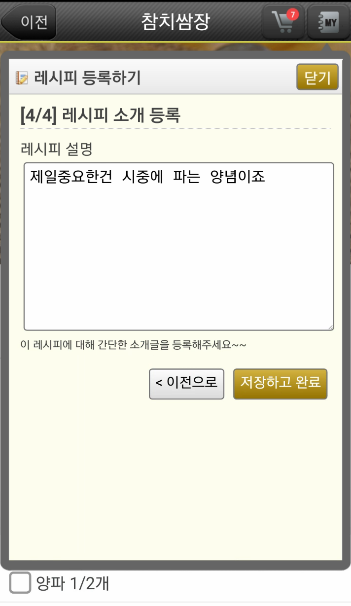 이전
참치쌈장
7
MY
레시피 등록하기
닫기
[4/4] 레시피 소개 등록
레시피 설명
제일중요한건 시중에 파는 양념이죠
이 레시피에 대해 간단한 소개글을 등록해주세요~~
< 이전으로
저장하고 완료
양파 1/2개